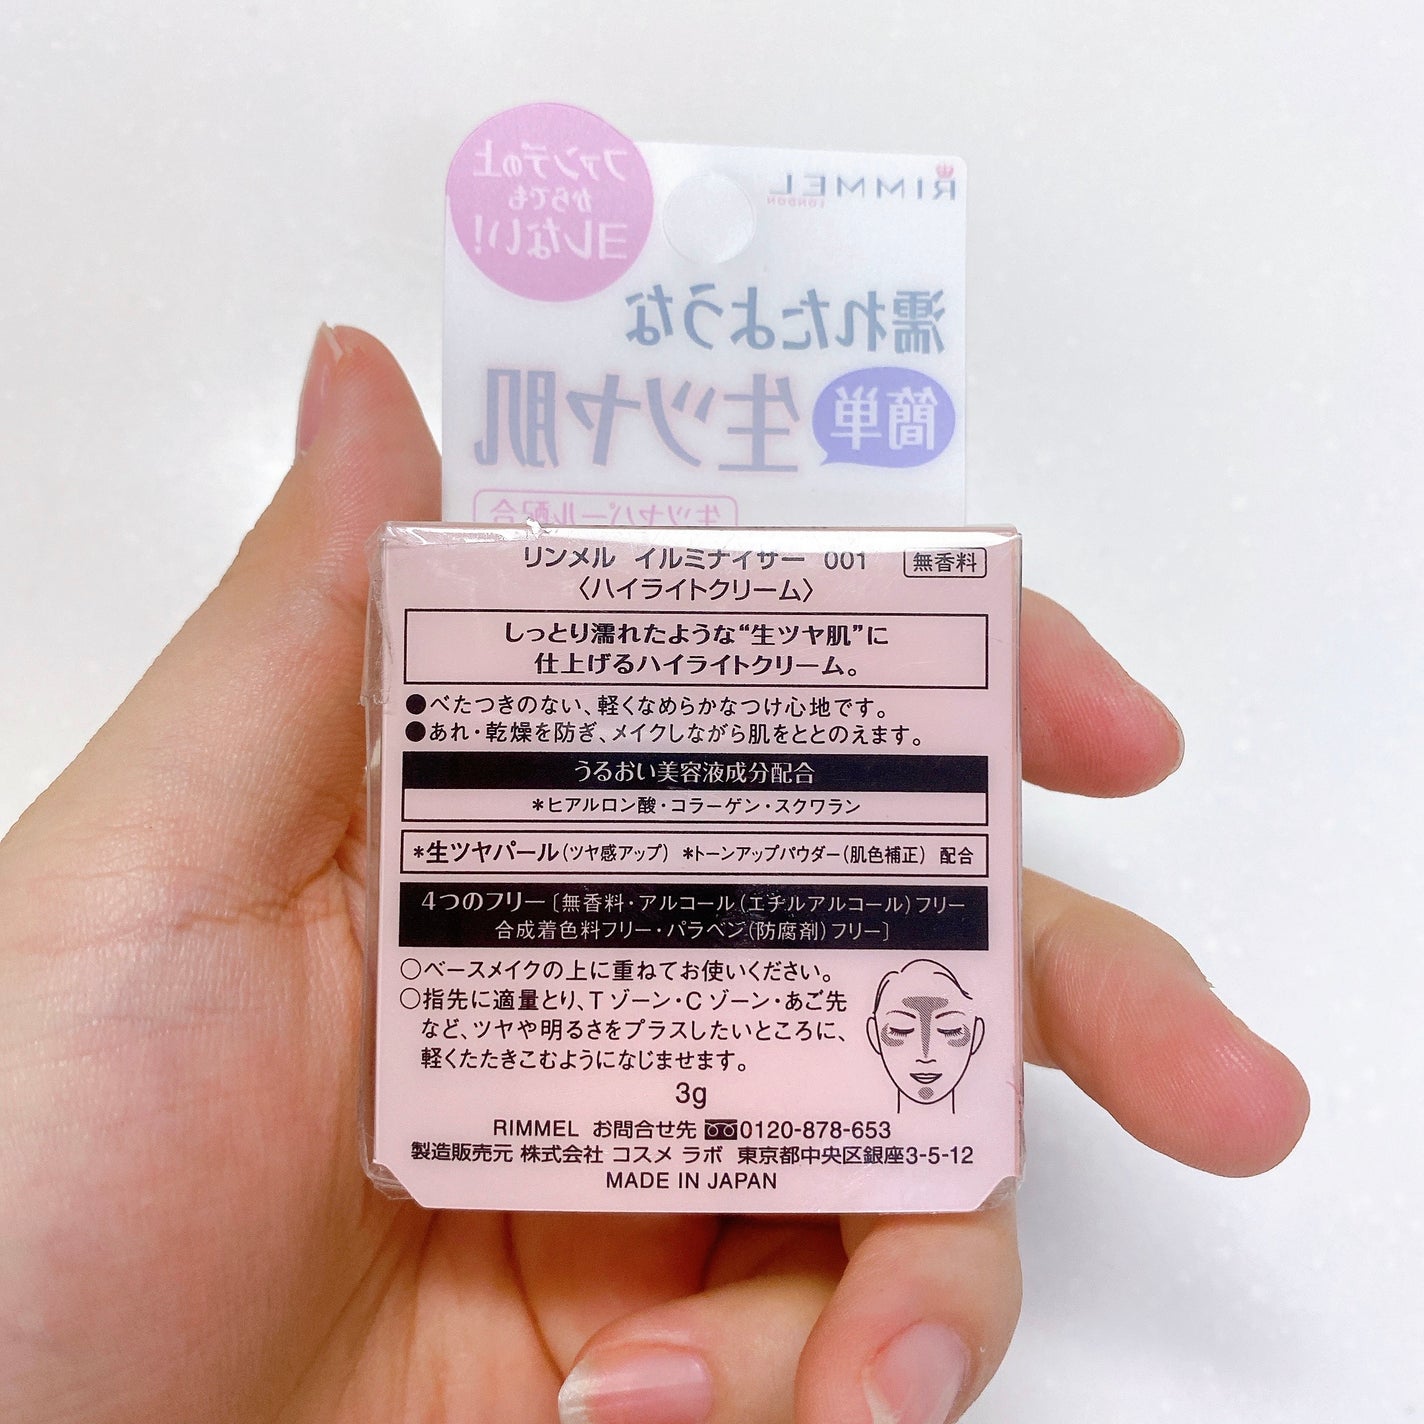 ファンデの上
からでも
ヨレない!
RIMMEL
LONDON
濡れたような
簡単
生ツヤ肌
生ツヤパール配合
リンメル イルミナイザー 001
無香料
〈ハイライトクリーム〉
しっとり濡れたような“生ツヤ肌”に
仕上げるハイライトクリーム。
●べたつきのない、軽くなめらかなつけ心地です。
●あれ・乾燥を防ぎ、メイクしながら肌をととのえます。
うるおい美容液成分配合
*ヒアルロン酸・コラーゲン・スクワラン
*生ツヤパール(ツヤ感アップ) *トーンアップパウダー(肌色補正) 配合
4つのフリー[無香料・アルコール(エチルアルコール)フリー
合成着色料フリー・パラベン(防腐剤)フリー]
○ベースメイクの上に重ねてお使いください。
○指先に適量とり、Tゾーン・Cゾーン・あご先
など、ツヤや明るさをプラスしたいところに、
軽くたたきこむようになじませます。
3g
RIMMEL お問合せ先 0120-878-653
製造販売元 株式会社 コスメ ラボ 東京都中央区銀座3-5-12
MADE IN JAPAN